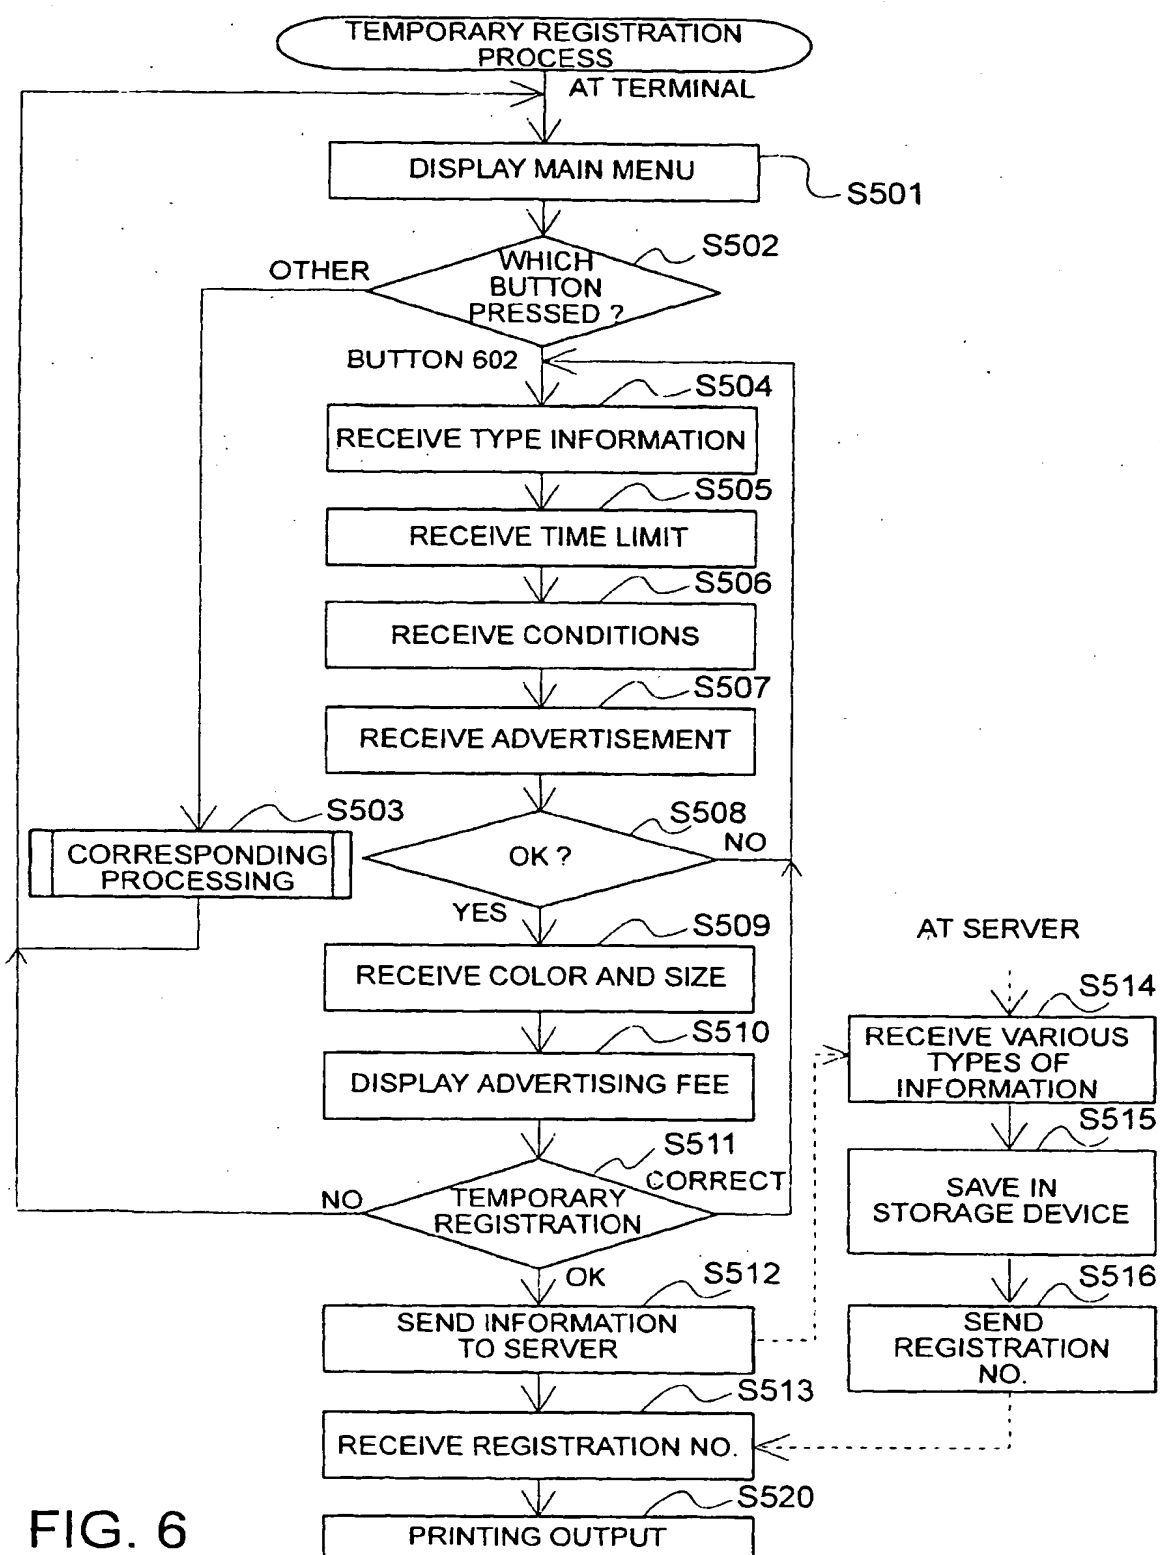 TEMPORARY REGISTRATION
PROCESS
AT TERMINAL
DISPLAY MAIN MENU
S501
S502
OTHER
WHICH
BUTTON
PRESSED ?
BUTTON 602
S504
RECEIVE TYPE INFORMATION
S505
RECEIVE TIME LIMIT
S506
RECEIVE CONDITIONS
S507
RECEIVE ADVERTISEMENT
S503
CORRESPONDING
PROCESSING
S508
OK ?
NO
YES
S509
RECEIVE COLOR AND SIZE
S510
DISPLAY ADVERTISING FEE
S511
NO
TEMPORARY
REGISTRATION
CORRECT
OK
S512
SEND INFORMATION
TO SERVER
S513
RECEIVE REGISTRATION NO.
S520
PRINTING OUTPUT
AT SERVER
S514
RECEIVE VARIOUS
TYPES OF
INFORMATION
S515
SAVE IN
STORAGE DEVICE
S516
SEND
REGISTRATION
NO.
FIG. 6